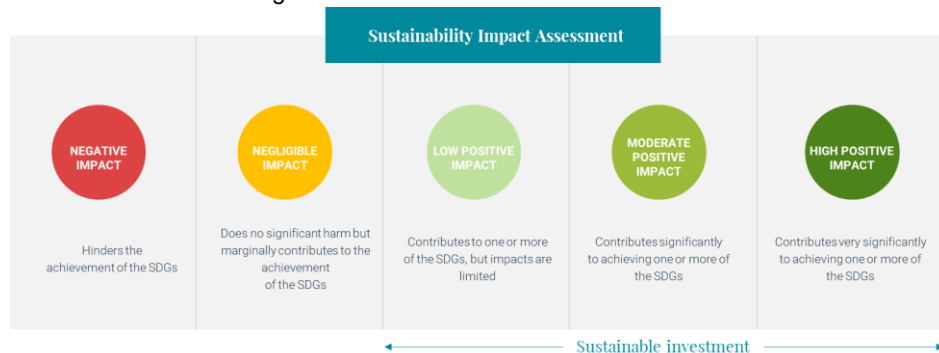 Sustainability Impact Assessment
NEGATIVE
IMPACT
Hinders the
achievement of the SDGs
NEGLIGIBLE
IMPACT
Does no significant harm but
marginally contributes to the
achievement
of the SDGs
LOW POSITIVE
IMPACT
Contributes to one or more
of the SDGs, but impacts are
limited
MODERATE
POSITIVE
IMPACT
Contributes significantly
to achieving one or more of
the SDGs
HIGH POSITIVE
IMPACT
Contributes very significantly
to achieving one or more of
the SDGs
Sustainable investment